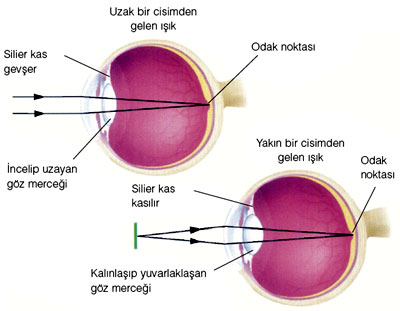 Uzak bir cisimden
gelen ışık
Silier kas
gevşer
Odak noktası
İncelip uzayan
göz merceği
Yakın bir cisimden
gelen ışık
Odak
noktası
Silier kas
kasılır
Kalınlaşıp yuvarlaklaşan
göz merceği